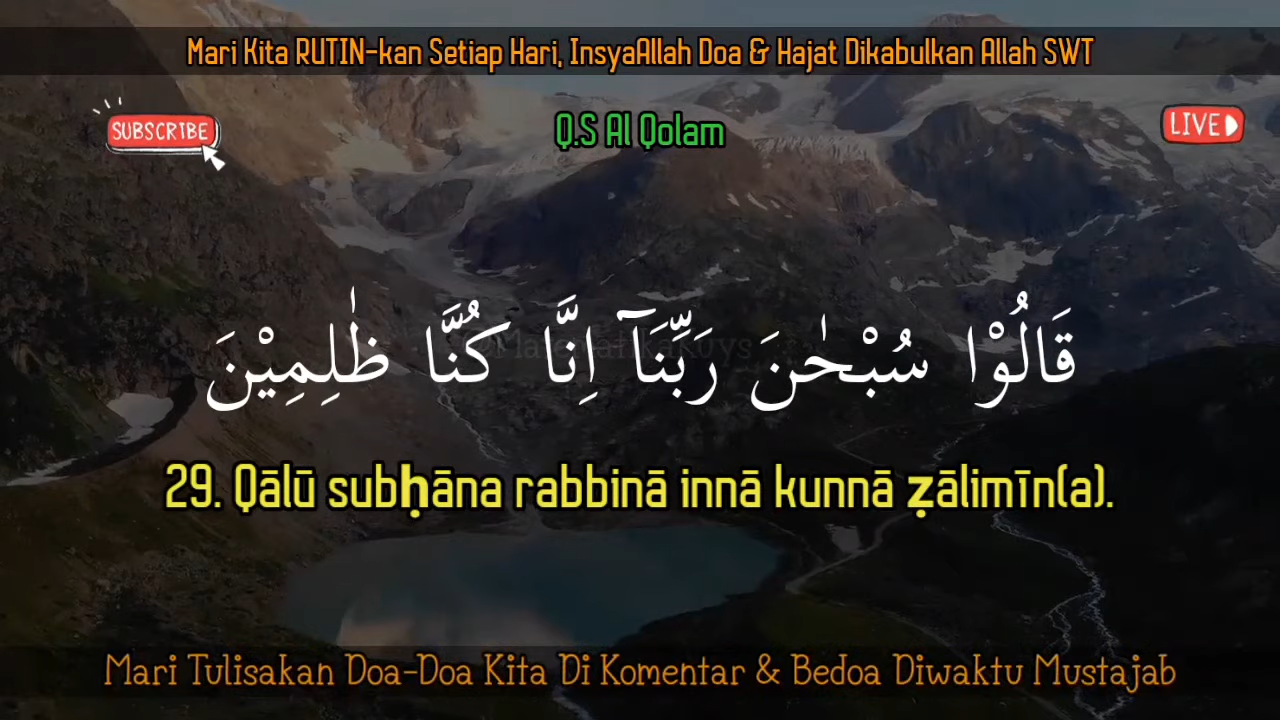 Mari Kita RUTIN-kan Setiap Hari, InsyaAllah Doa & Hajat Dikabulkan Allah SWT
SUBSCRIBE
Q.S Al Qolam
LIVE
قَالُوْا سُبْحٰنَ رَبِّنَآ اِنَّا كُنَّا ظٰلِمِيْنَ
29. Qālū subḥāna rabbinā innā kunnā ẓālimīn(a).
Mari Tulisakan Doa-Doa Kita Di Komentar & Bedoa Diwaktu Mustajab